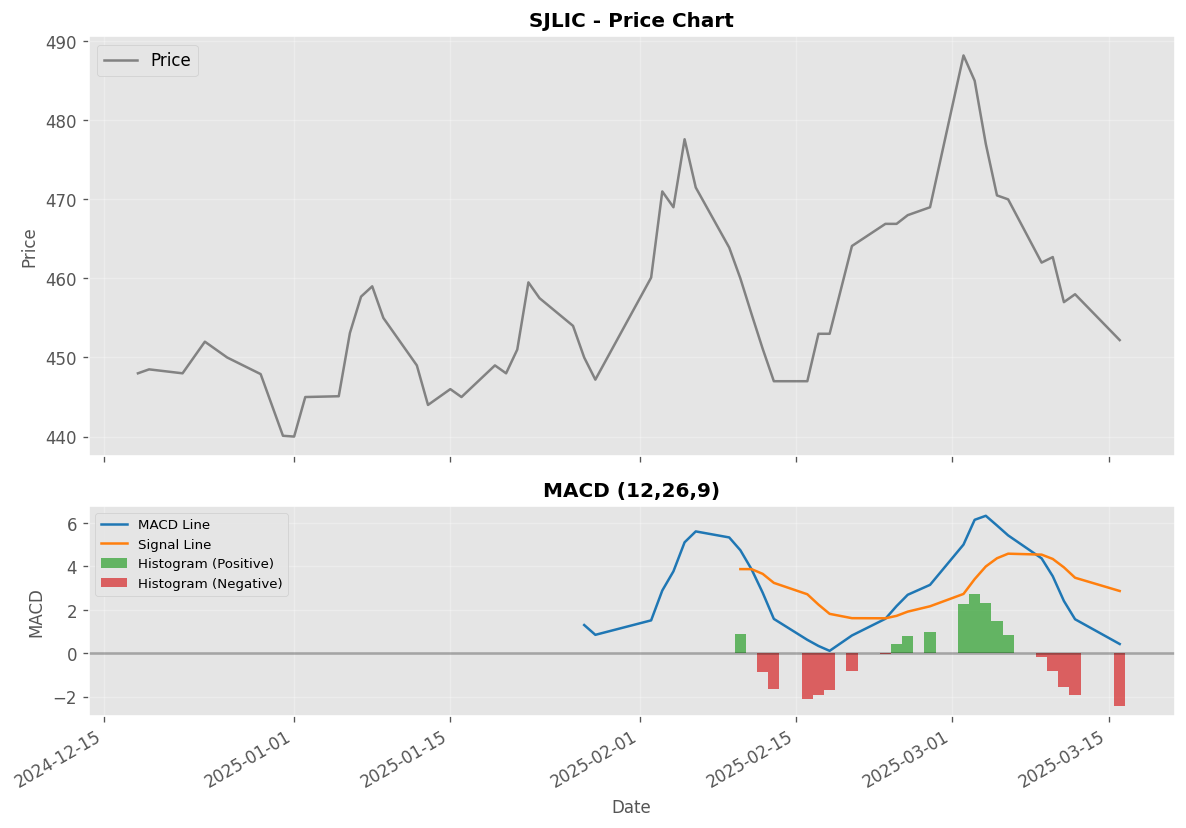 SJLIC - Price Chart
Price
490
480
470
460
450
440
Price
MACD (12,26,9)
MACD Line
Signal Line
Histogram (Positive)
Histogram (Negative)
6
4
2
0
−2
MACD
2024-12-15
2025-01-01
2025-01-15
2025-02-01
2025-02-15
2025-03-01
2025-03-15
Date